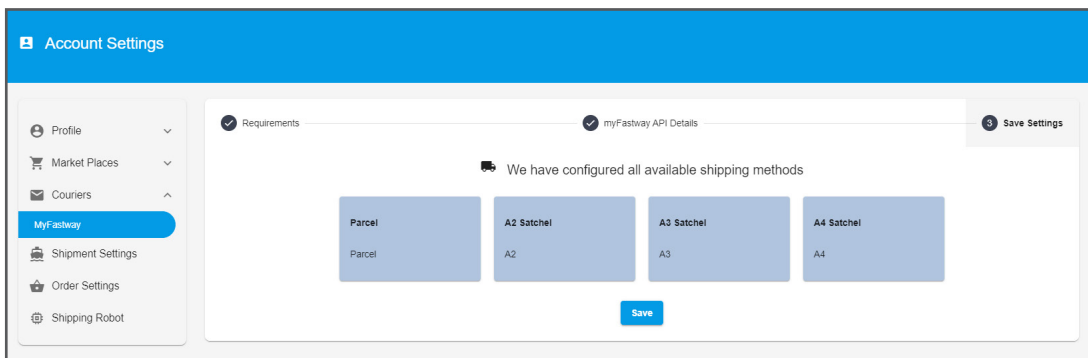 Account Settings
Profile
Market Places
Couriers
MyFastway
Shipment Settings
Order Settings
Shipping Robot
Requirements
myFastway API Details
3 Save Settings
We have configured all available shipping methods
Parcel
Parcel
A2 Satchel
A2
A3 Satchel
A3
A4 Satchel
A4
Save